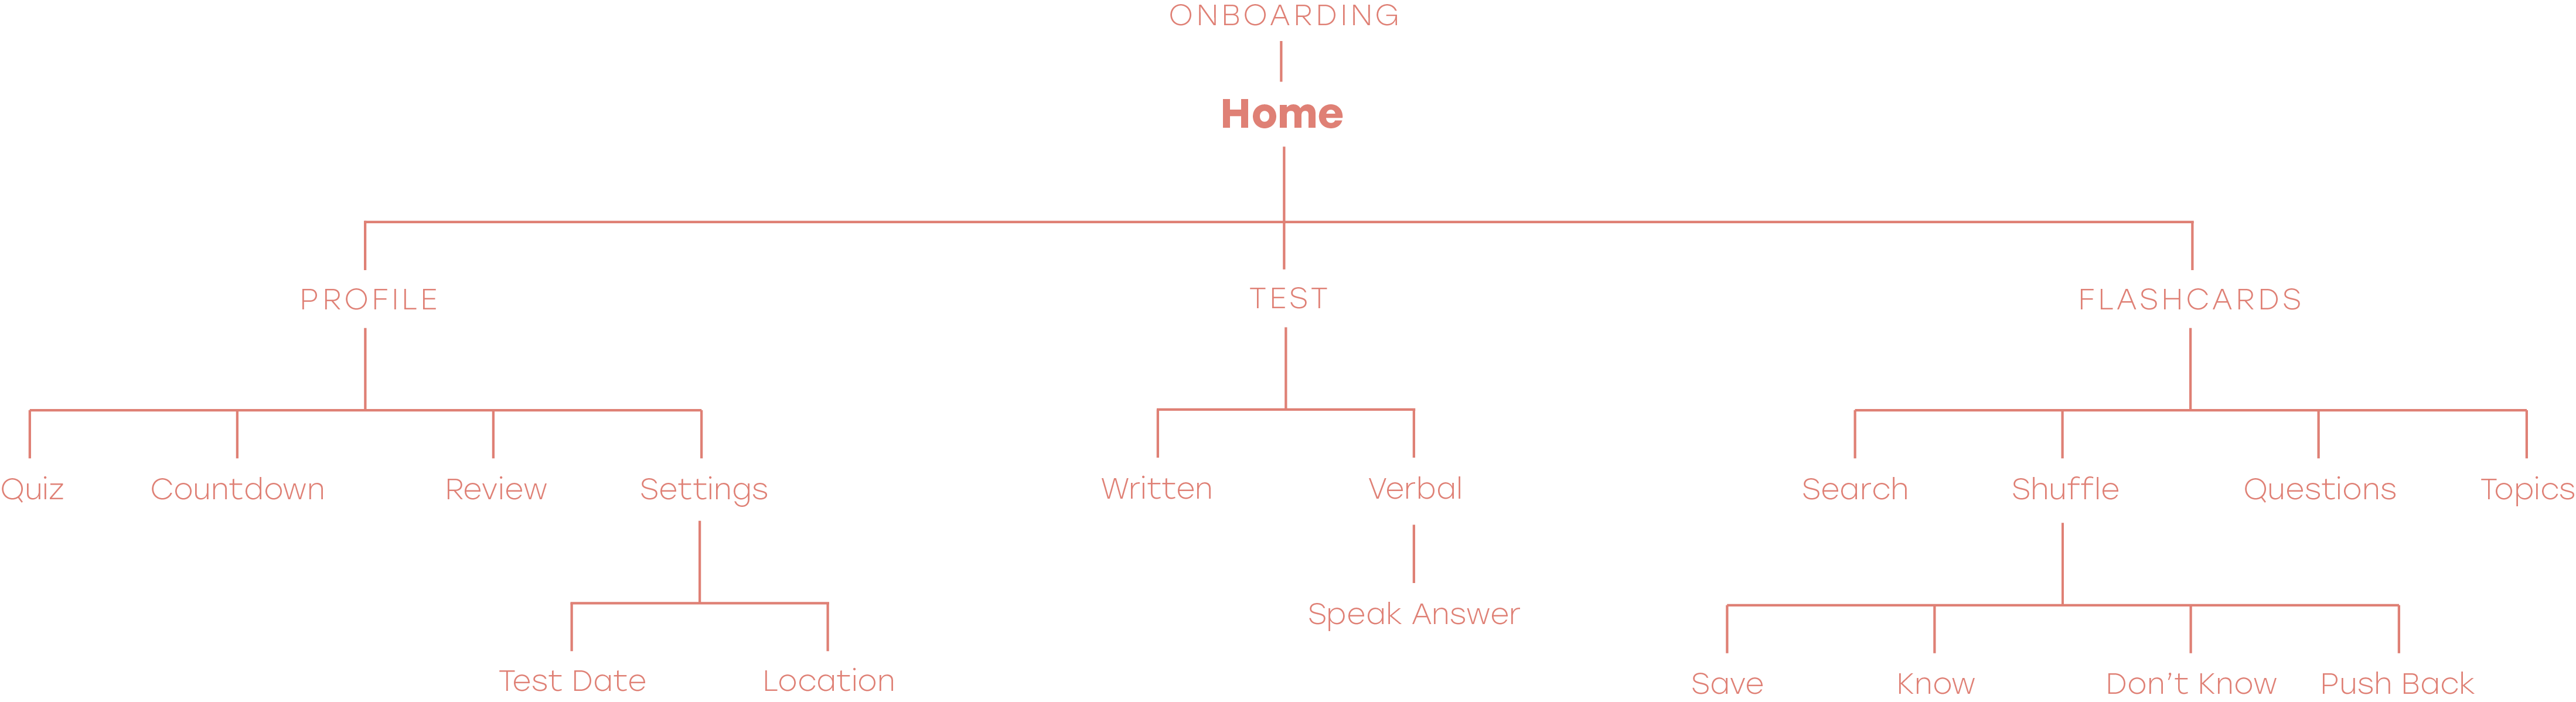 ONBOARDING
Home
PROFILE
TEST
FLASHCARDS
Quiz
Countdown
Review
Settings
Written
Verbal
Search
Shuffle
Questions
Topics
Speak Answer
Test Date
Location
Save
Know
Don’t Know
Push Back